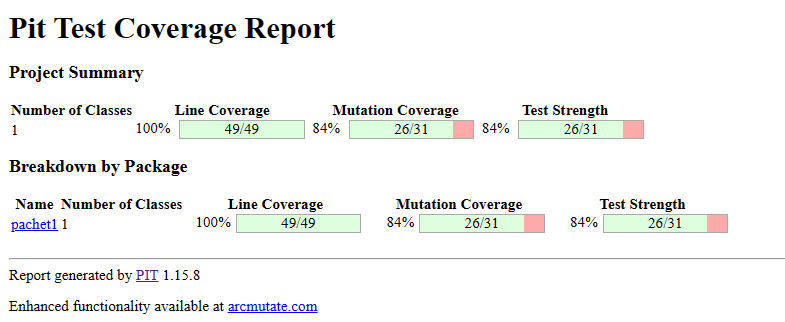 Pit Test Coverage Report
Project Summary
Number of Classes Line Coverage Mutation Coverage Test Strength
1 100% 49/49 84% 26/31 84% 26/31
Breakdown by Package
Name Number of Classes Line Coverage Mutation Coverage Test Strength
pachet1 1 100% 49/49 84% 26/31 84% 26/31
Report generated by PIT 1.15.8
Enhanced functionality available at arcmutate.com